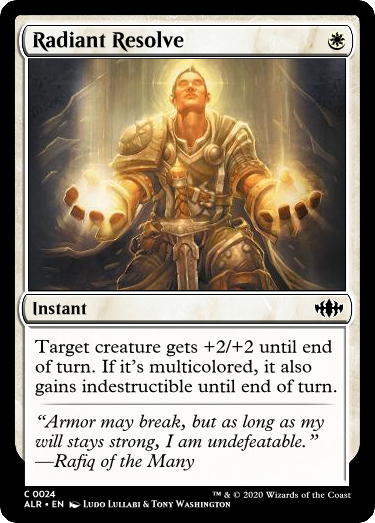 Radiant Resolve
Instant
Target creature gets +2/+2 until end
of turn. If it's multicolored, it also
gains indestructible until end of turn.
“Armor may break, but as long as my
will stays strong, I am undefeatable.”
—Rafiq of the Many
C 0024
ALR • EN Ludo Lullabi & Tony Washington
™ & © 2020 Wizards of the Coast